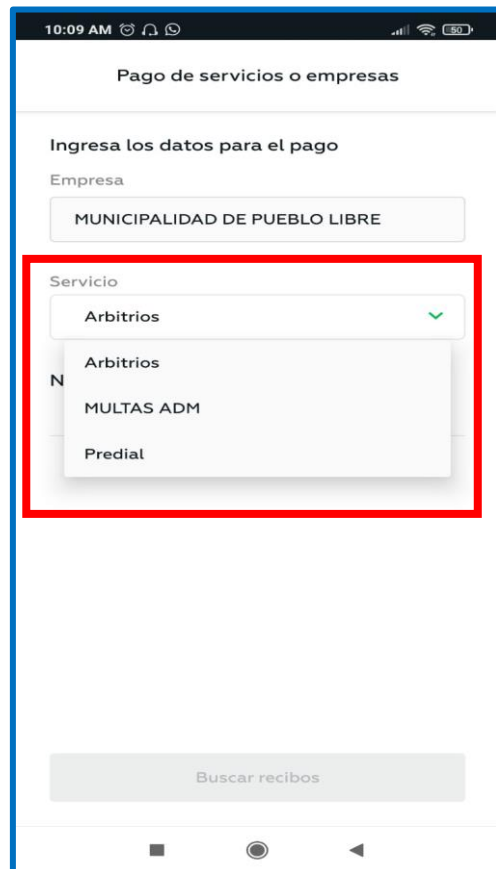 10:09 AM 50
Pago de servicios o empresas
Ingresa los datos para el pago
Empresa
MUNICIPALIDAD DE PUEBLO LIBRE
Servicio
Arbitrios
Arbitrios
N
MULTAS ADM
Predial
Buscar recibos